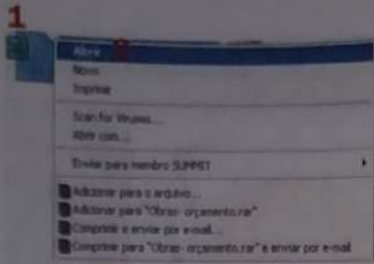 1
Abrir
Novo
Imprimir
Scan for Viruses...
Abrir com...
Enviar para membro SUMMIT
Adicionar para o arquivo...
Adicionar para "Obras- orçamento.rar"
Comprimir e enviar por e-mail...
Comprimir para "Obras- orçamento.rar" e enviar por e-mail